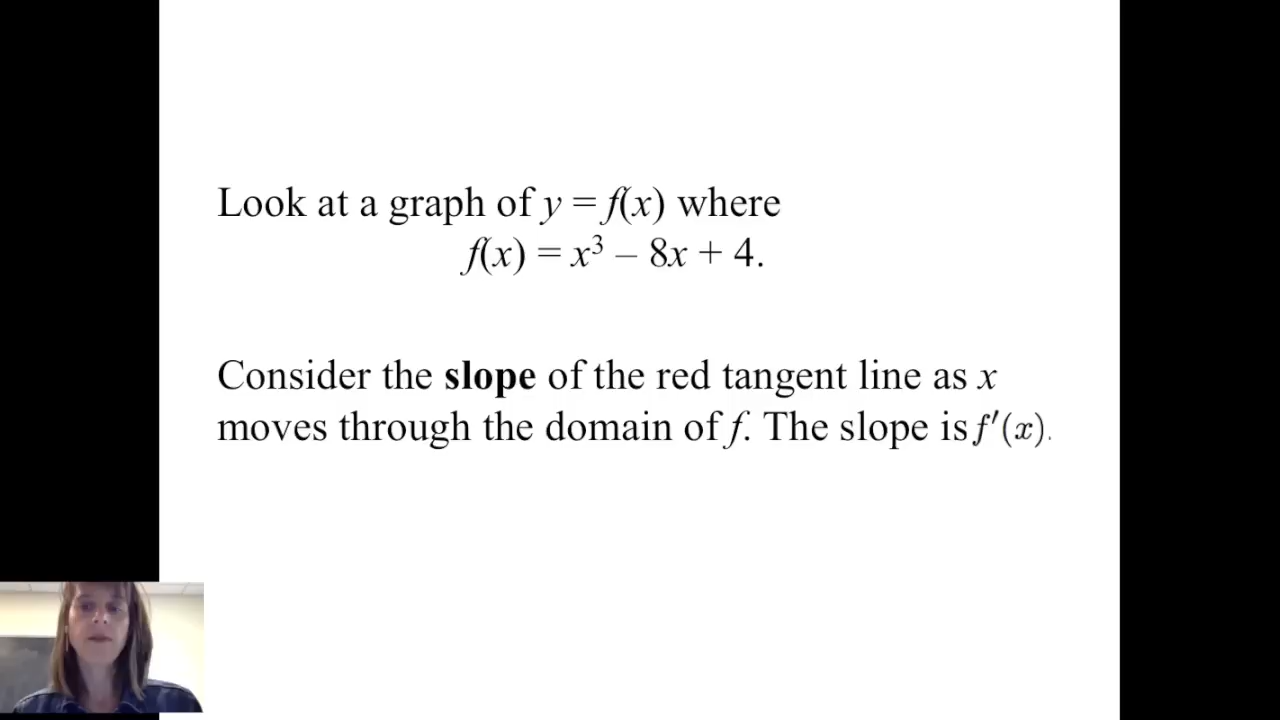 Look at a graph of y = f(x) where
f(x) = x³ – 8x + 4.
Consider the slope of the red tangent line as x
moves through the domain of f. The slope is f′(x).